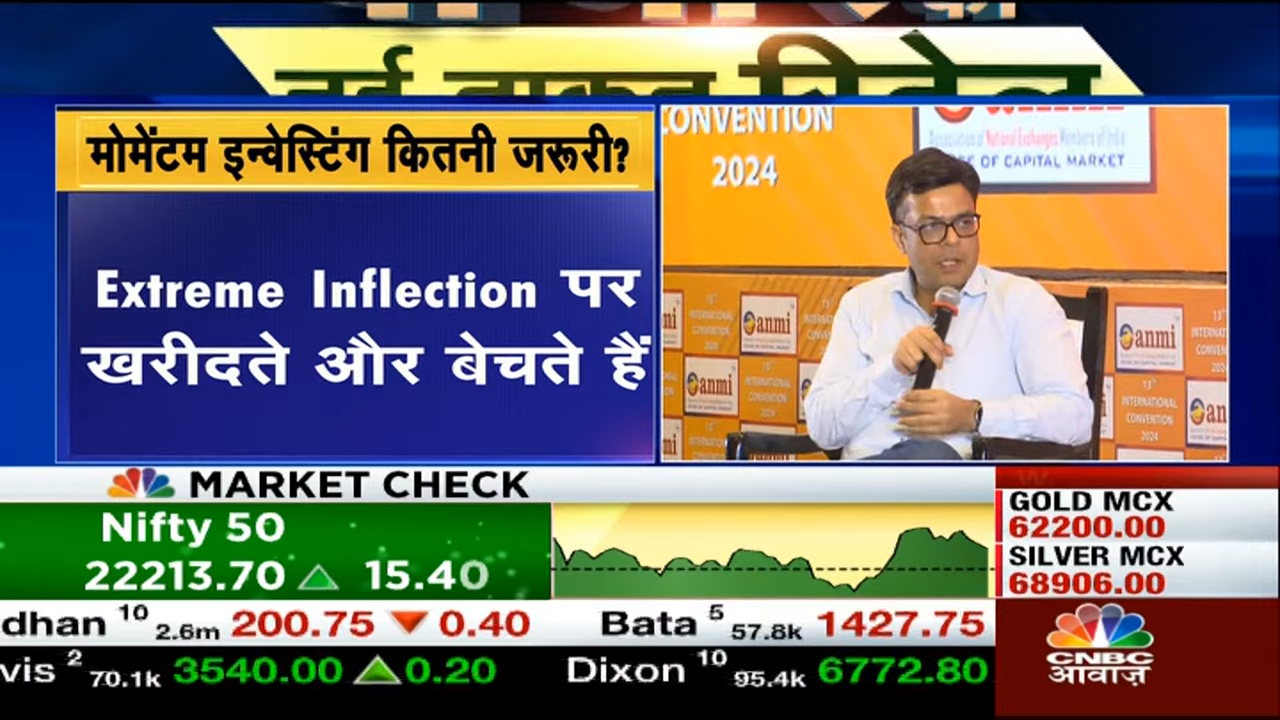 मोमेंटम इन्वेस्टिंग कितनी जरूरी?
Extreme Inflection पर
खरीदते और बेचते हैं
CONVENTION
2024
Association of National Exchanges Members of India
OF CAPITAL MARKET
anmi
13TH
INTERNATIONAL
CONVENTION
2024
anmi
anmi
MARKET CHECK
Nifty 50
22213.70 ▲ 15.40
GOLD MCX
62200.00
SILVER MCX
68906.00
dhan 10 2.6m 200.75 ▼ 0.40 Bata 5 57.8k 1427.75
vis 2 70.1k 3540.00 ▲ 0.20 Dixon 10 95.4k 6772.80
CNBC
आवाज़